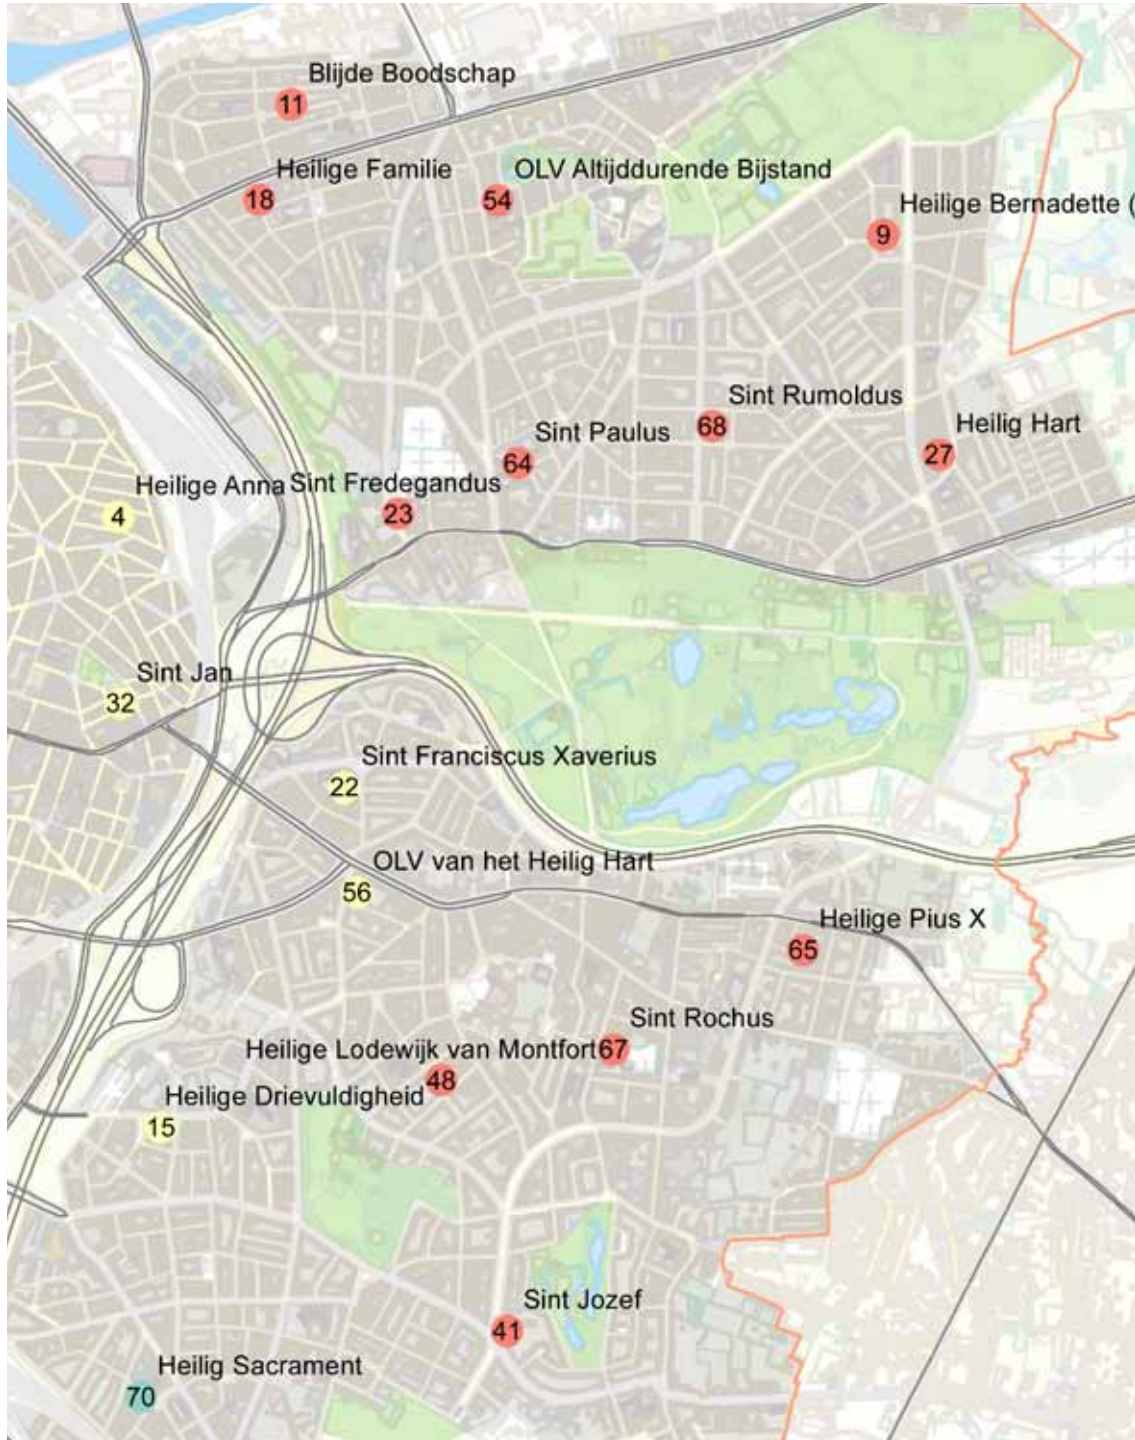 Blijde Boodschap
11
Heilige Familie
18
OLV Altijddurende Bijstand
54
Heilige Bernadette (
9
Sint Rumoldus
68
Sint Paulus
64
Heilig Hart
27
Heilige Anna
4
Sint Fredegandus
23
Sint Jan
32
Sint Franciscus Xaverius
22
OLV van het Heilig Hart
56
Heilige Pius X
65
Sint Rochus
67
Heilige Lodewijk van Montfort
48
Heilige Drievuldigheid
15
Sint Jozef
41
Heilig Sacrament
70